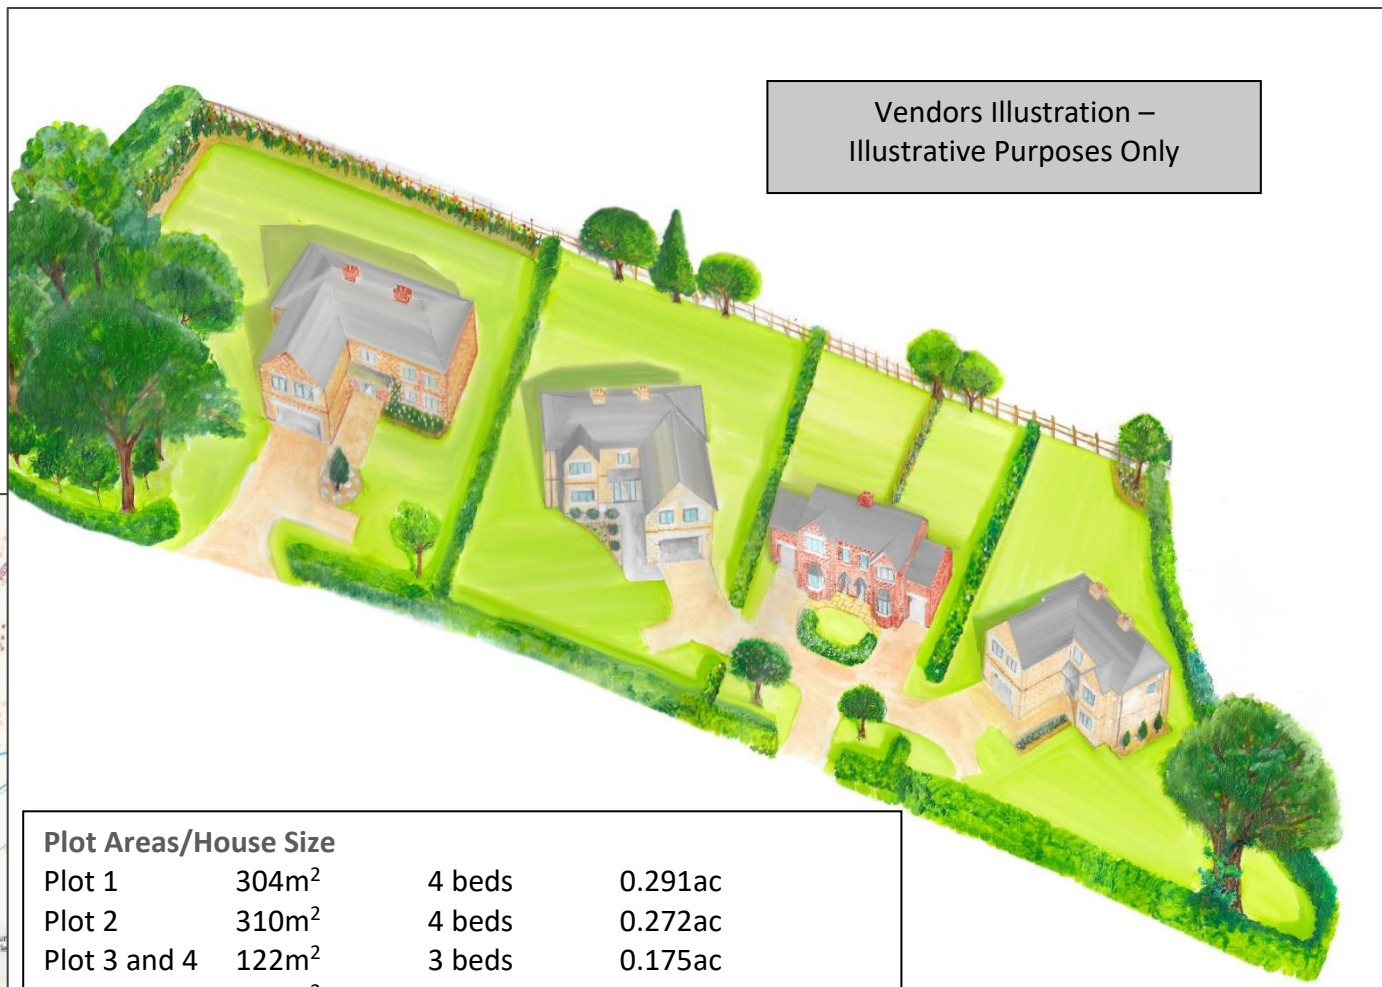 Vendors Illustration –
Illustrative Purposes Only
Plot Areas/House Size
Plot 1 304m² 4 beds 0.291ac
Plot 2 310m² 4 beds 0.272ac
Plot 3 and 4 122m² 3 beds 0.175ac